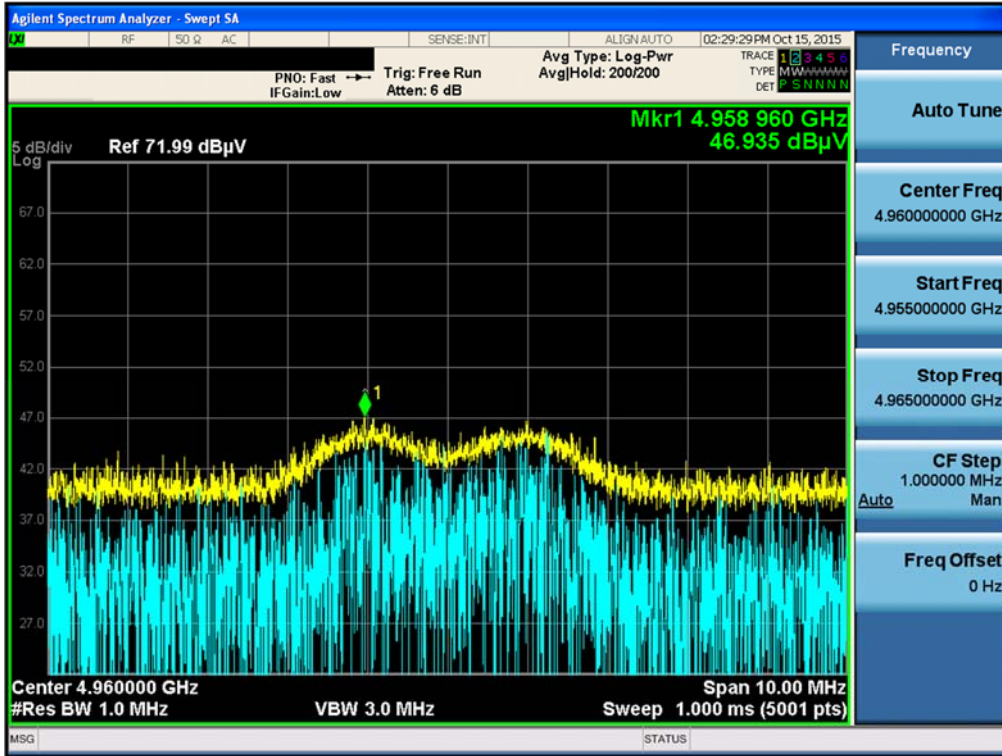 Agilent Spectrum Analyzer - Swept SA
LXI RF 50 Ω AC SENSE:INT ALIGN AUTO 02:29:29 PM Oct 15, 2015
PNO: Fast Trig: Free Run Avg Type: Log-Pwr TRACE 1 2 3 4 5 6
IFGain:Low Atten: 6 dB Avg|Hold: 200/200 TYPE MWWWWW
DET P S N N N N
Mkr1 4.958 960 GHz
46.935 dBµV
5 dB/div Ref 71.99 dBµV
Log
67.0
62.0
57.0
52.0
1
47.0
42.0
37.0
32.0
27.0
Center 4.960000 GHz Span 10.00 MHz
#Res BW 1.0 MHz VBW 3.0 MHz Sweep 1.000 ms (5001 pts)
MSG STATUS
Frequency
Auto Tune
Center Freq
4.960000000 GHz
Start Freq
4.955000000 GHz
Stop Freq
4.965000000 GHz
CF Step
1.000000 MHz
Auto Man
Freq Offset
0 Hz